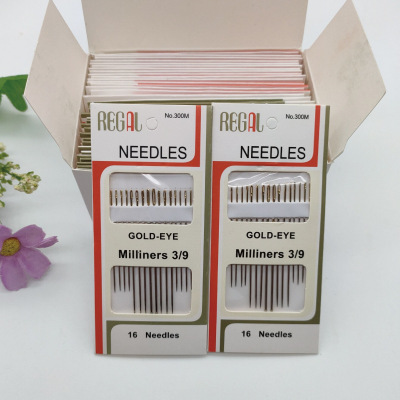 REGAL
No.300M
NEEDLES
GOLD-EYE
Milliners 3/9
16 Needles
REGAL
No.300M
NEEDLES
GOLD-EYE
Milliners 3/9
16 Needles